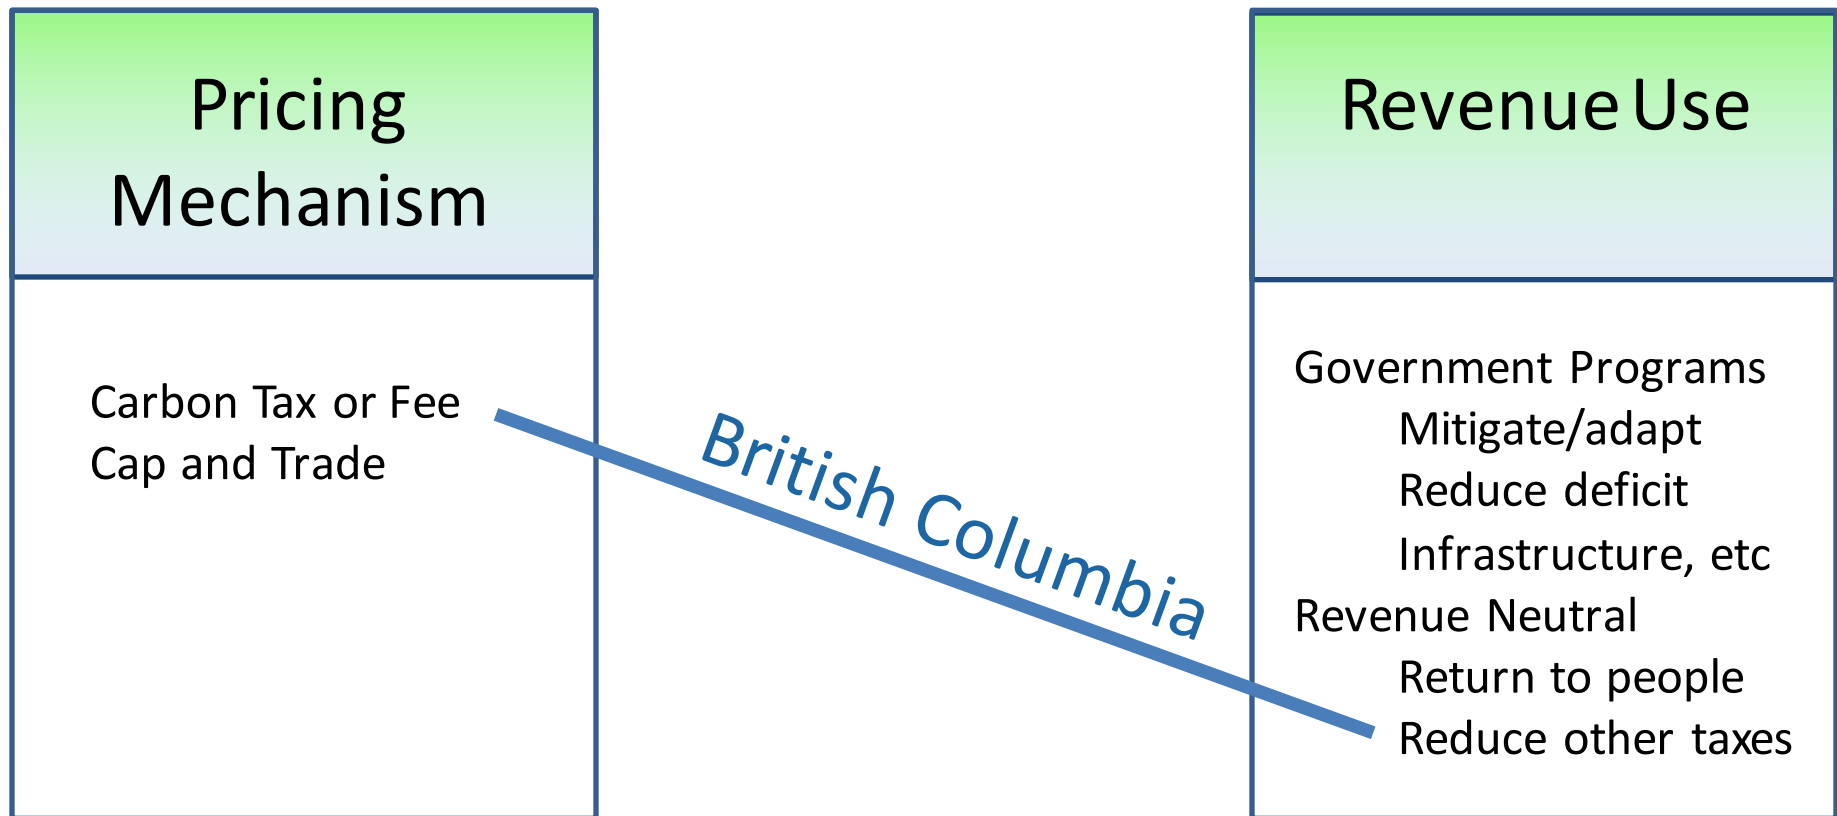 Pricing
Mechanism
Carbon Tax or Fee
Cap and Trade
British Columbia
Revenue Use
Government Programs
Mitigate/adapt
Reduce deficit
Infrastructure, etc
Revenue Neutral
Return to people
Reduce other taxes